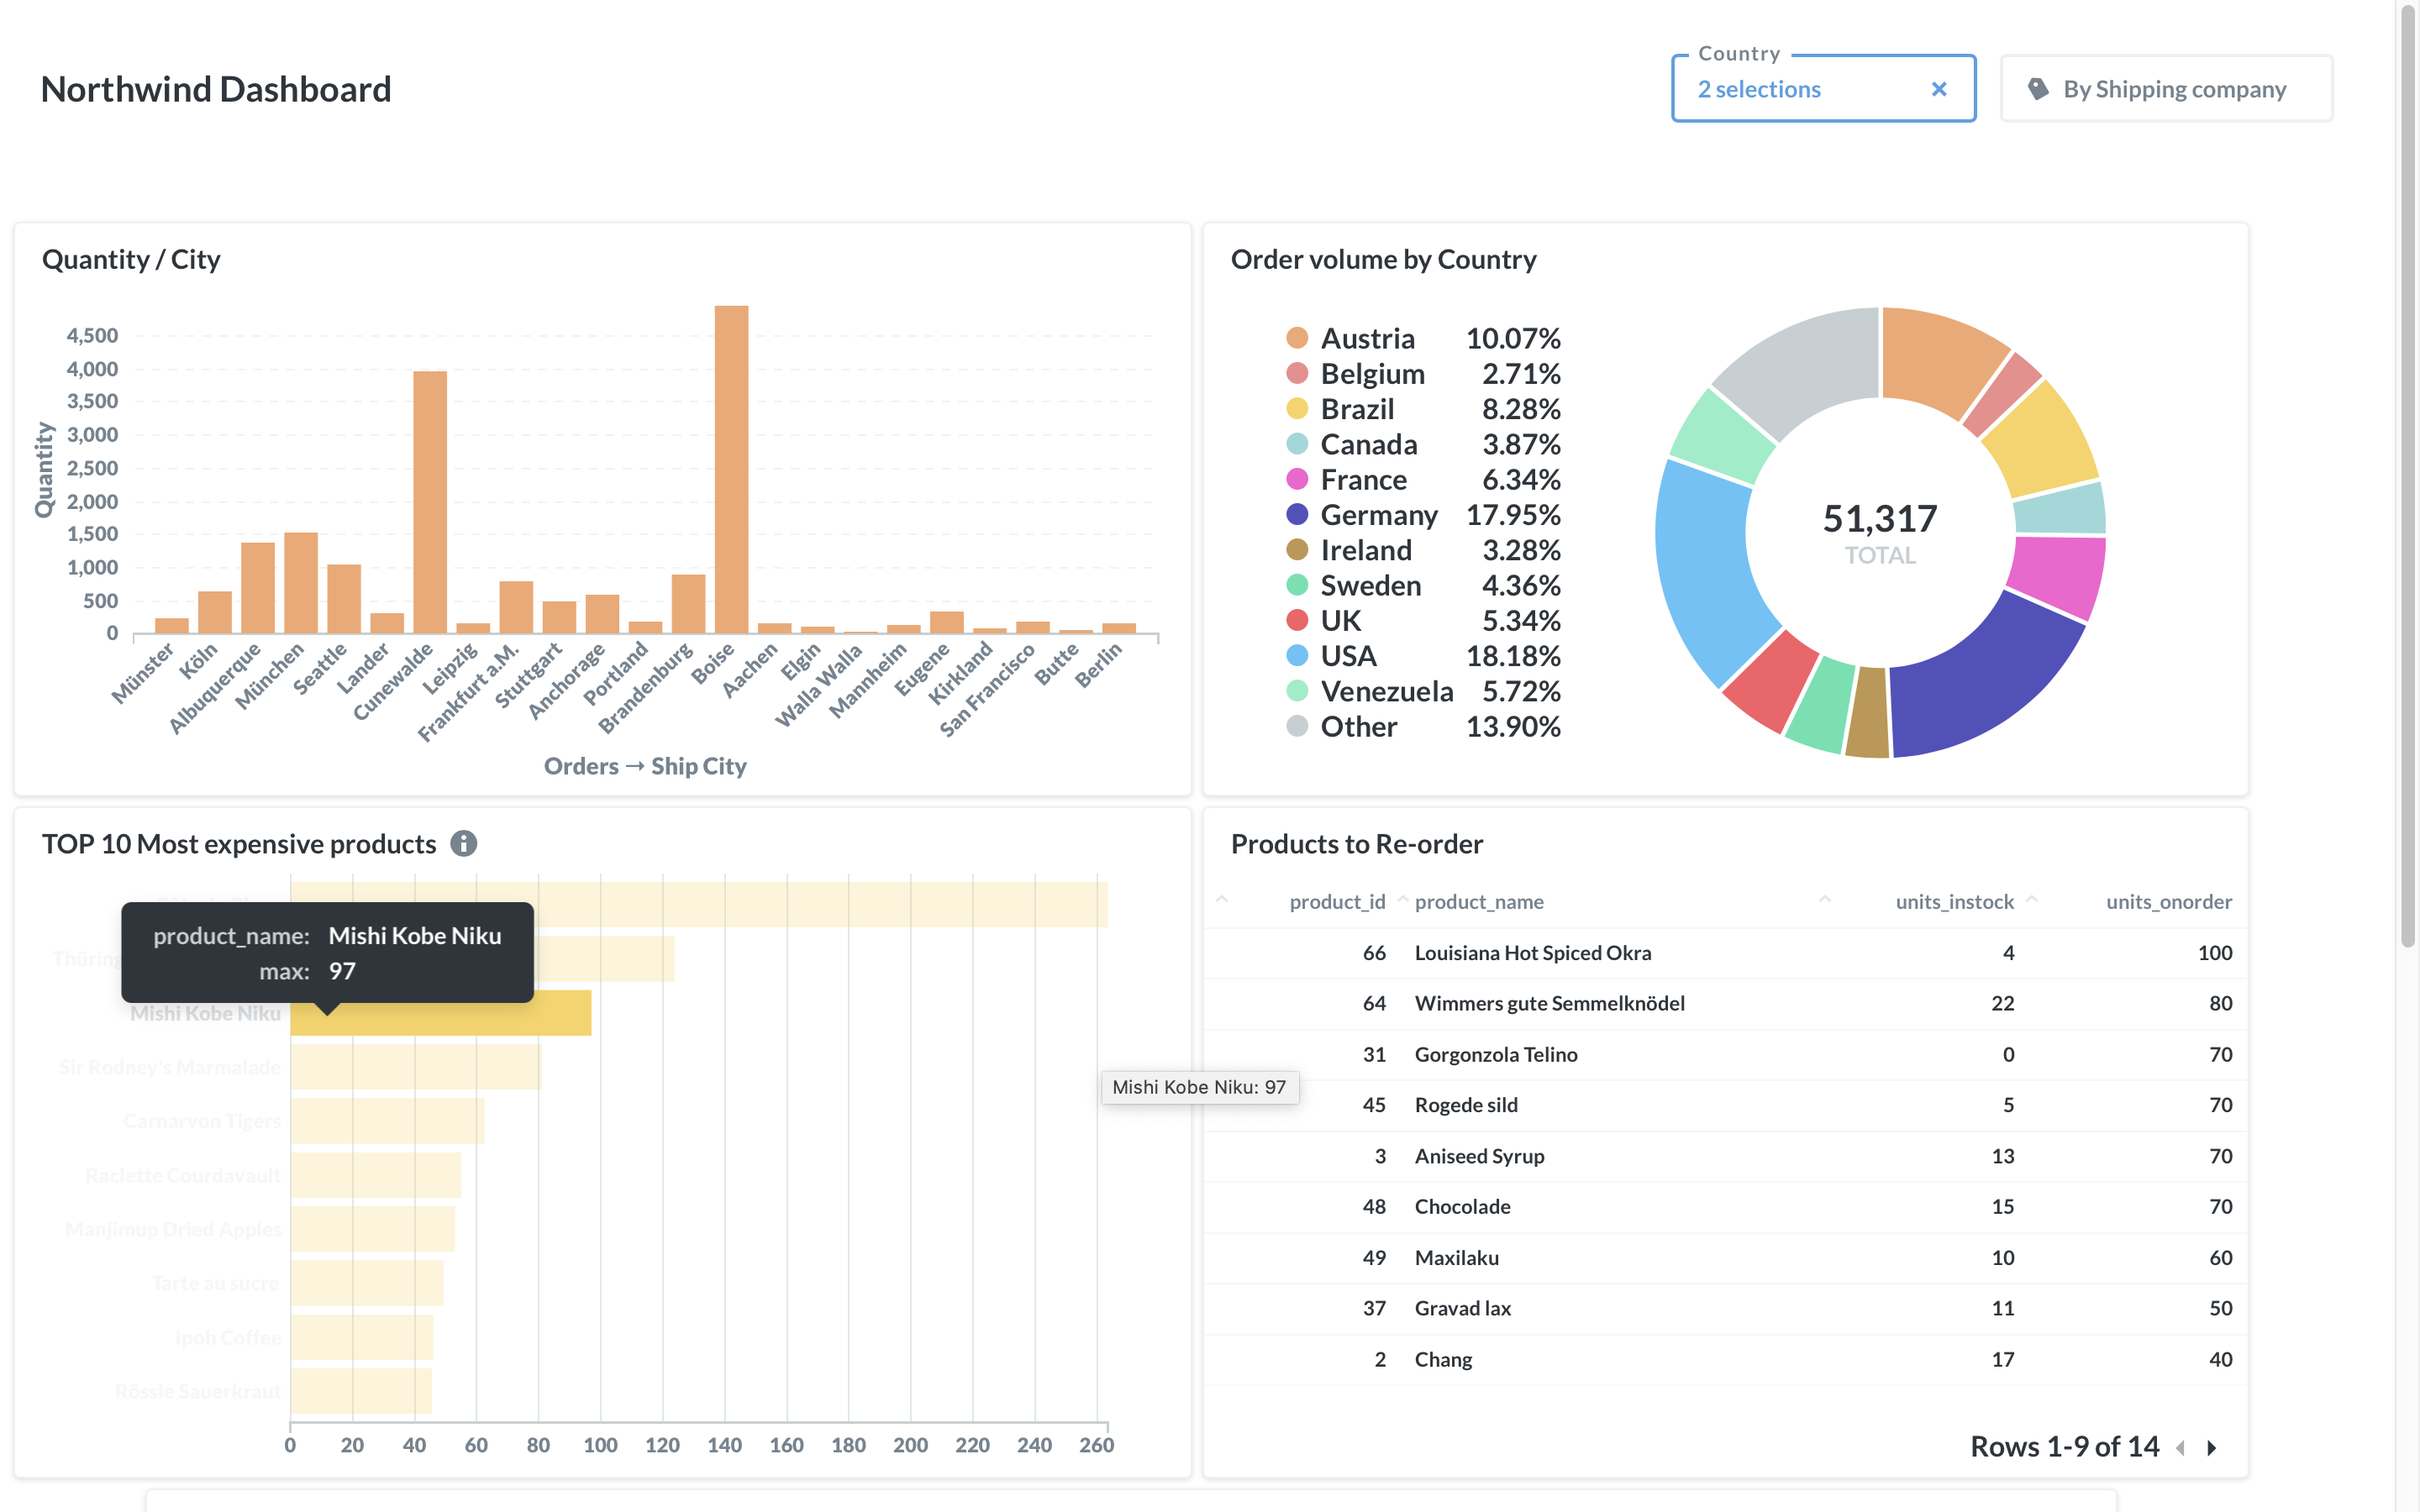 Northwind Dashboard
Country
2 selections
By Shipping company
Quantity / City
Quantity
4,500
4,000
3,500
3,000
2,500
2,000
1,500
1,000
500
0
Münster
Köln
Albuquerque
München
Seattle
Lander
Cunewalde
Leipzig
Frankfurt a.M.
Stuttgart
Anchorage
Portland
Brandenburg
Boise
Aachen
Elgin
Walla Walla
Mannheim
Eugene
Kirkland
San Francisco
Butte
Berlin
Orders → Ship City
Order volume by Country
Austria 10.07%
Belgium 2.71%
Brazil 8.28%
Canada 3.87%
France 6.34%
Germany 17.95%
Ireland 3.28%
Sweden 4.36%
UK 5.34%
USA 18.18%
Venezuela 5.72%
Other 13.90%
51,317
TOTAL
TOP 10 Most expensive products
product_name: Mishi Kobe Niku
max: 97
Mishi Kobe Niku
Sir Rodney's Marmalade
Carnarvon Tigers
Raclette Courdavault
Manjimup Dried Apples
Tarte au sucre
Ipoh Coffee
Rössle Sauerkraut
0 20 40 60 80 100 120 140 160 180 200 220 240 260
Mishi Kobe Niku: 97
Products to Re-order
product_id product_name units_instock units_onorder
66 Louisiana Hot Spiced Okra 4 100
64 Wimmers gute Semmelknödel 22 80
31 Gorgonzola Telino 0 70
45 Rogede sild 5 70
3 Aniseed Syrup 13 70
48 Chocolade 15 70
49 Maxilaku 10 60
37 Gravad lax 11 50
2 Chang 17 40
Rows 1-9 of 14